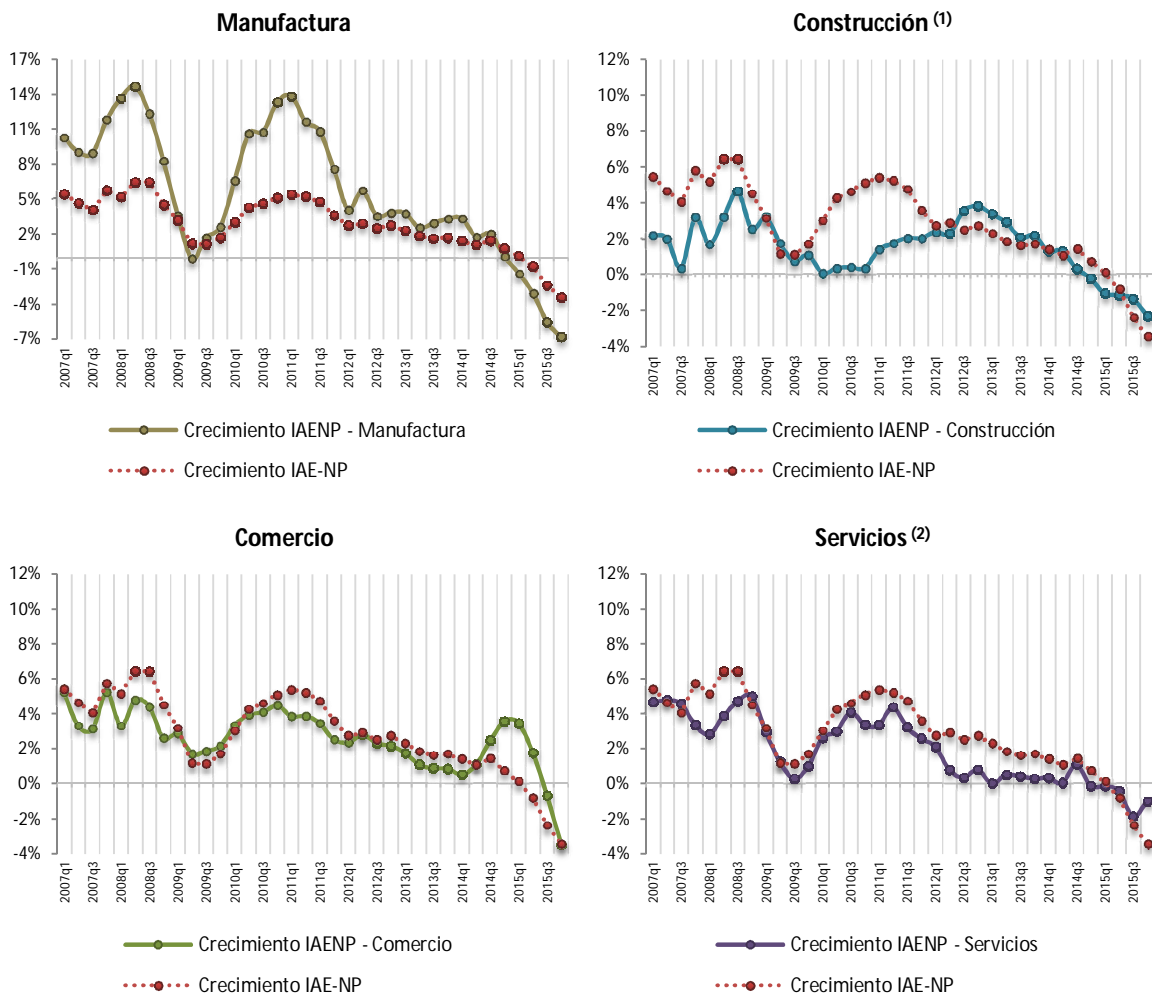 Manufactura
17%
14%
11%
8%
5%
2%
-1%
-4%
-7%
2007q1
2007q3
2008q1
2008q3
2009q1
2009q3
2010q1
2010q3
2011q1
2011q3
2012q1
2012q3
2013q1
2013q3
2014q1
2014q3
2015q1
2015q3
Crecimiento IAENP - Manufactura
Crecimiento IAE-NP
Construcción (1)
12%
10%
8%
6%
4%
2%
0%
-2%
-4%
2007q1
2007q3
2008q1
2008q3
2009q1
2009q3
2010q1
2010q3
2011q1
2011q3
2012q1
2012q3
2013q1
2013q3
2014q1
2014q3
2015q1
2015q3
Crecimiento IAENP - Construcción
Crecimiento IAE-NP
Comercio
12%
10%
8%
6%
4%
2%
0%
-2%
-4%
2007q1
2007q3
2008q1
2008q3
2009q1
2009q3
2010q1
2010q3
2011q1
2011q3
2012q1
2012q3
2013q1
2013q3
2014q1
2014q3
2015q1
2015q3
Crecimiento IAENP - Comercio
Crecimiento IAE-NP
Servicios (2)
12%
10%
8%
6%
4%
2%
0%
-2%
-4%
2007q1
2007q3
2008q1
2008q3
2009q1
2009q3
2010q1
2010q3
2011q1
2011q3
2012q1
2012q3
2013q1
2013q3
2014q1
2014q3
2015q1
2015q3
Crecimiento IAENP - Servicios
Crecimiento IAE-NP